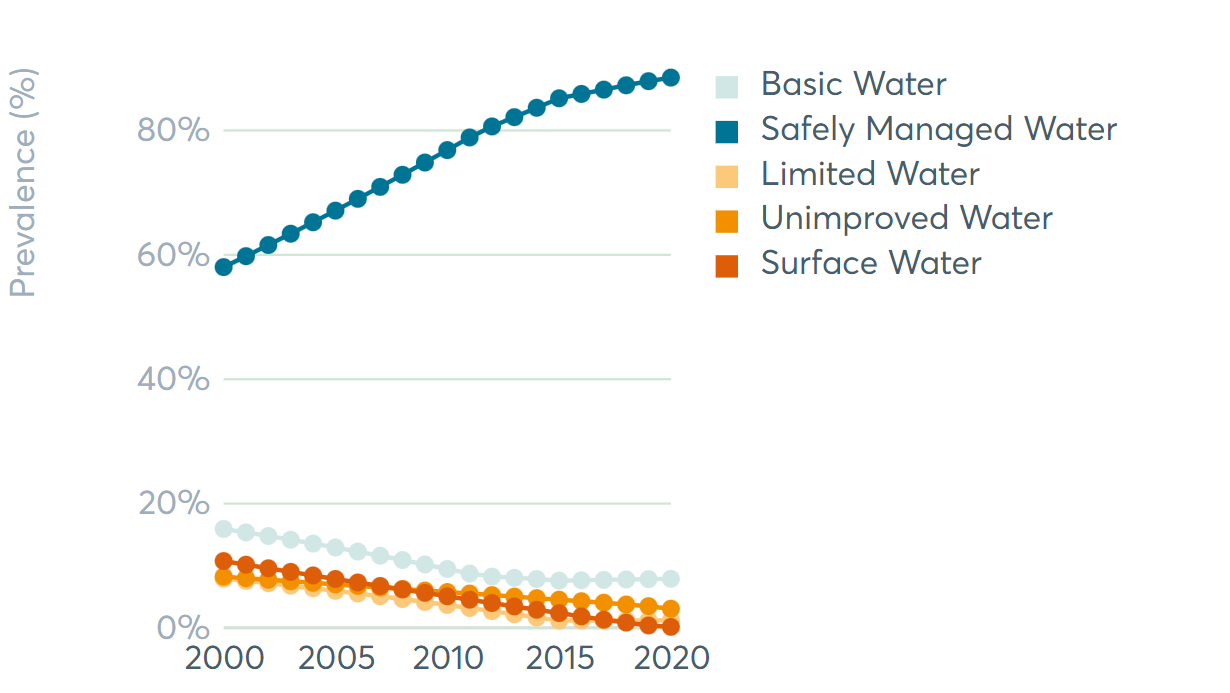 Prevalence (%)
80%
60%
40%
20%
0%
2000 2005 2010 2015 2020
Basic Water
Safely Managed Water
Limited Water
Unimproved Water
Surface Water